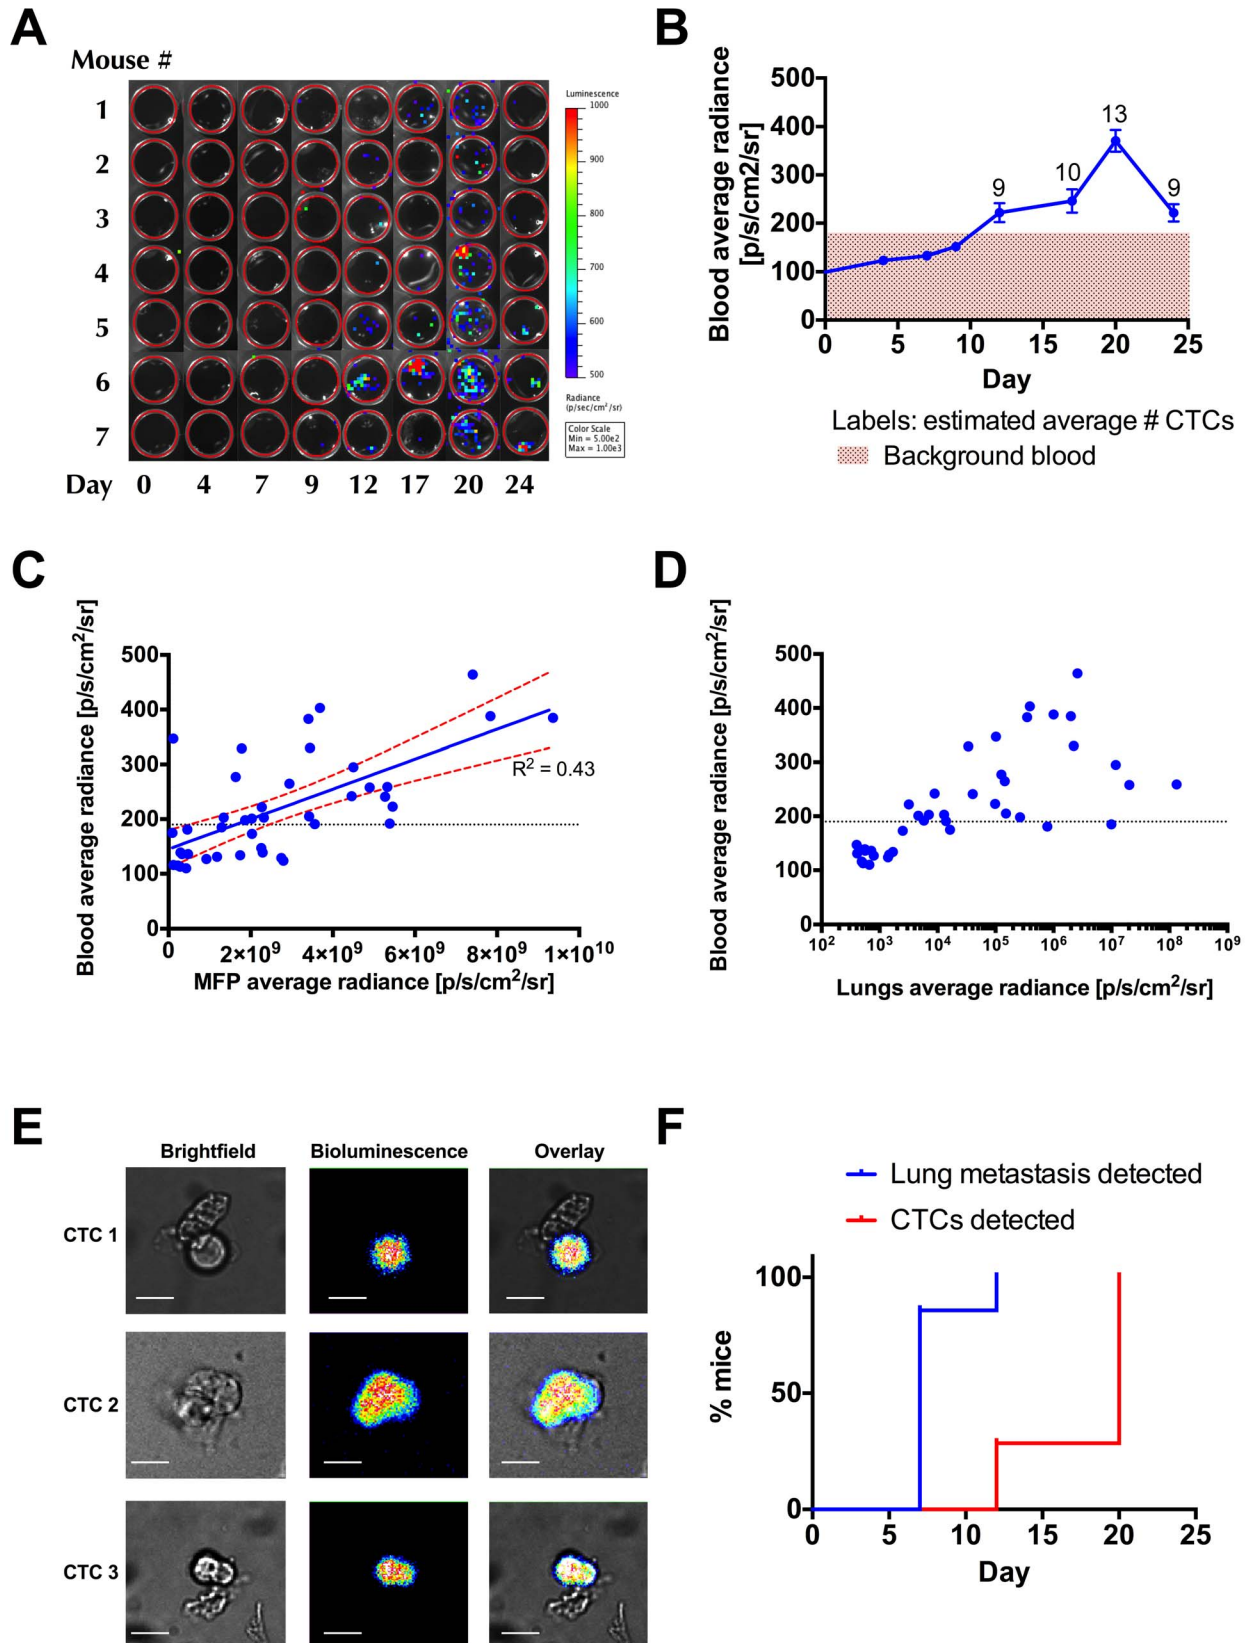 A
Mouse #
1
2
3
4
5
6
7
Day 0 4 7 9 12 17 20 24
Luminescence
1000
900
800
700
600
500
Radiance
(p/sec/cm²/sr)
Color Scale
Min = 5.00e2
Max = 1.00e3
B
Blood average radiance
[p/s/cm2/sr]
500
400
300
200
100
0
9
10
13
9
0 5 10 15 20 25
Day
Labels: estimated average # CTCs
Background blood
C
Blood average radiance [p/s/cm²/sr]
500
400
300
200
100
0
R² = 0.43
0 2×10⁹ 4×10⁹ 6×10⁹ 8×10⁹ 1×10¹⁰
MFP average radiance [p/s/cm²/sr]
D
Blood average radiance [p/s/cm²/sr]
500
400
300
200
100
0
10² 10³ 10⁴ 10⁵ 10⁶ 10⁷ 10⁸ 10⁹
Lungs average radiance [p/s/cm²/sr]
E
Brightfield Bioluminescence Overlay
CTC 1
CTC 2
CTC 3
F
Lung metastasis detected
CTCs detected
% mice
100
50
0
0 5 10 15 20 25
Day